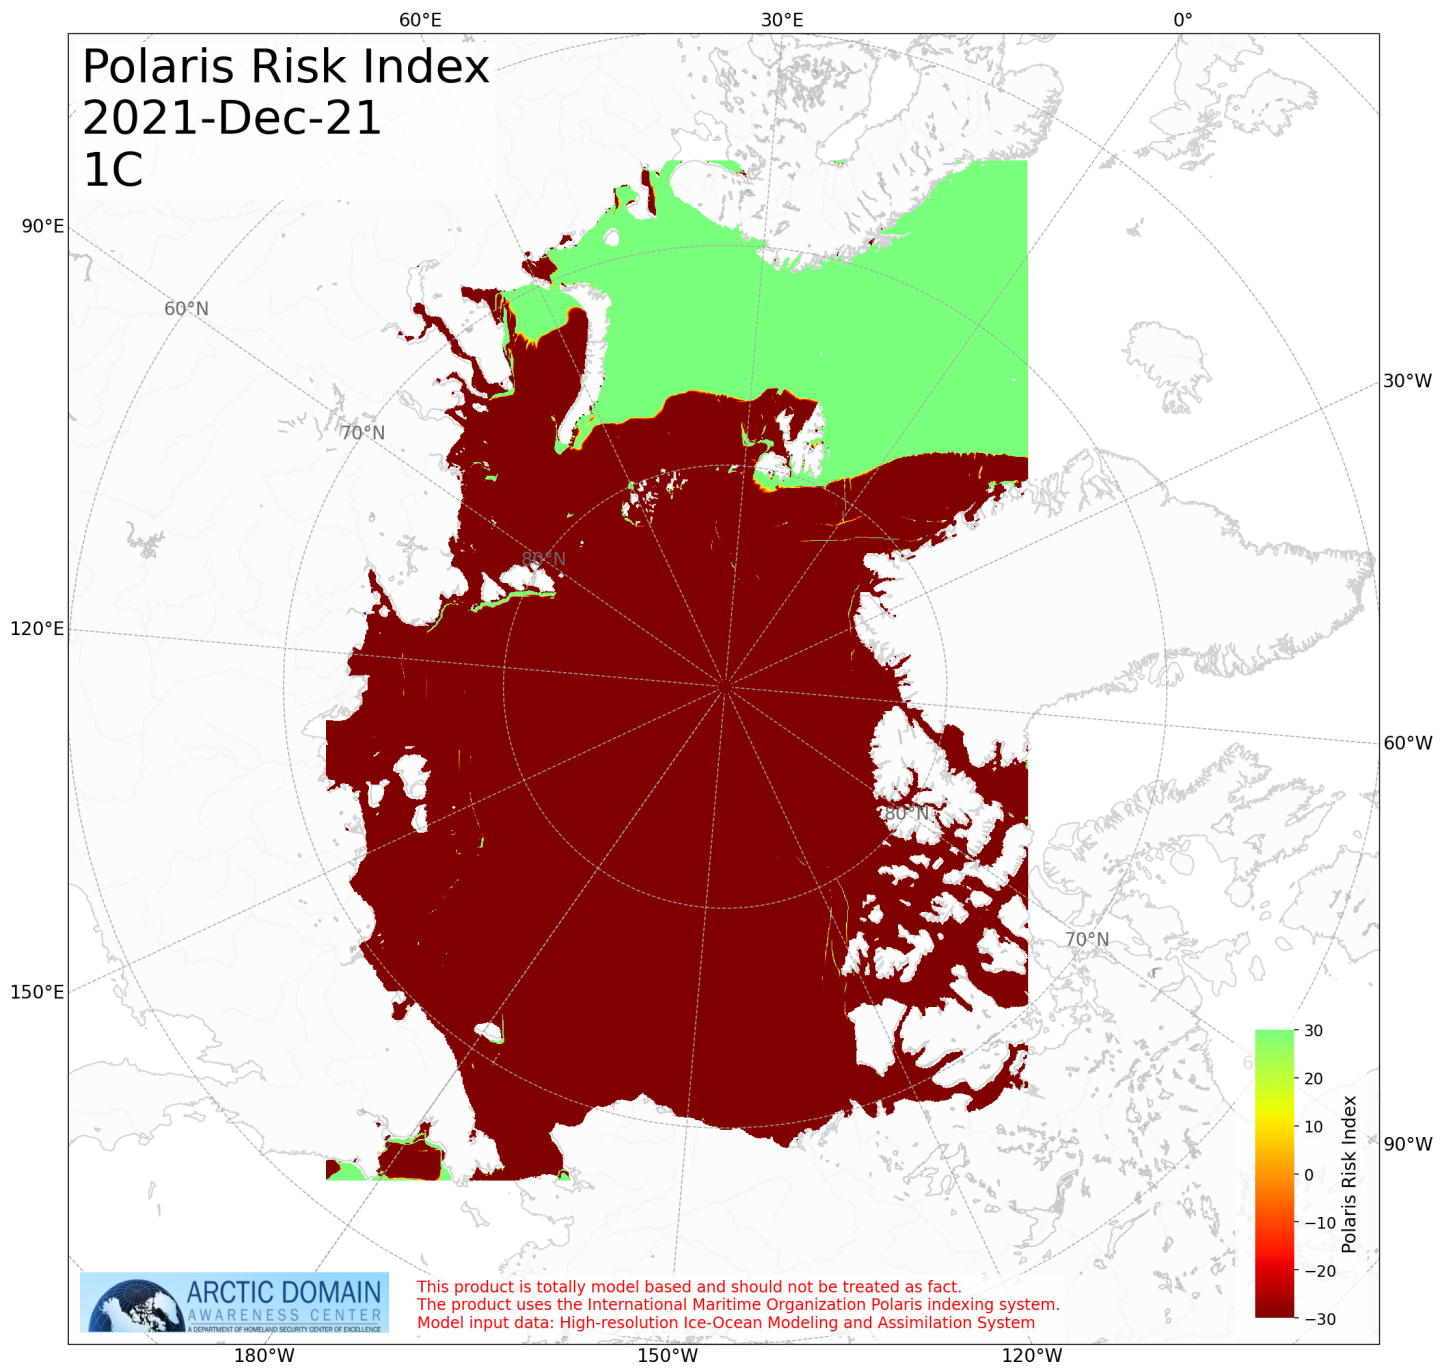 60°E
30°E
0°
Polaris Risk Index
2021-Dec-21
1C
90°E
60°N
30°W
70°N
80°N
120°E
60°W
80°N
70°N
150°E
30
20
10
0
−10
−20
−30
Polaris Risk Index
90°W
ARCTIC DOMAIN
AWARENESS CENTER
A DEPARTMENT OF HOMELAND SECURITY CENTER OF EXCELLENCE
This product is totally model based and should not be treated as fact.
The product uses the International Maritime Organization Polaris indexing system.
Model input data: High-resolution Ice-Ocean Modeling and Assimilation System
180°W
150°W
120°W